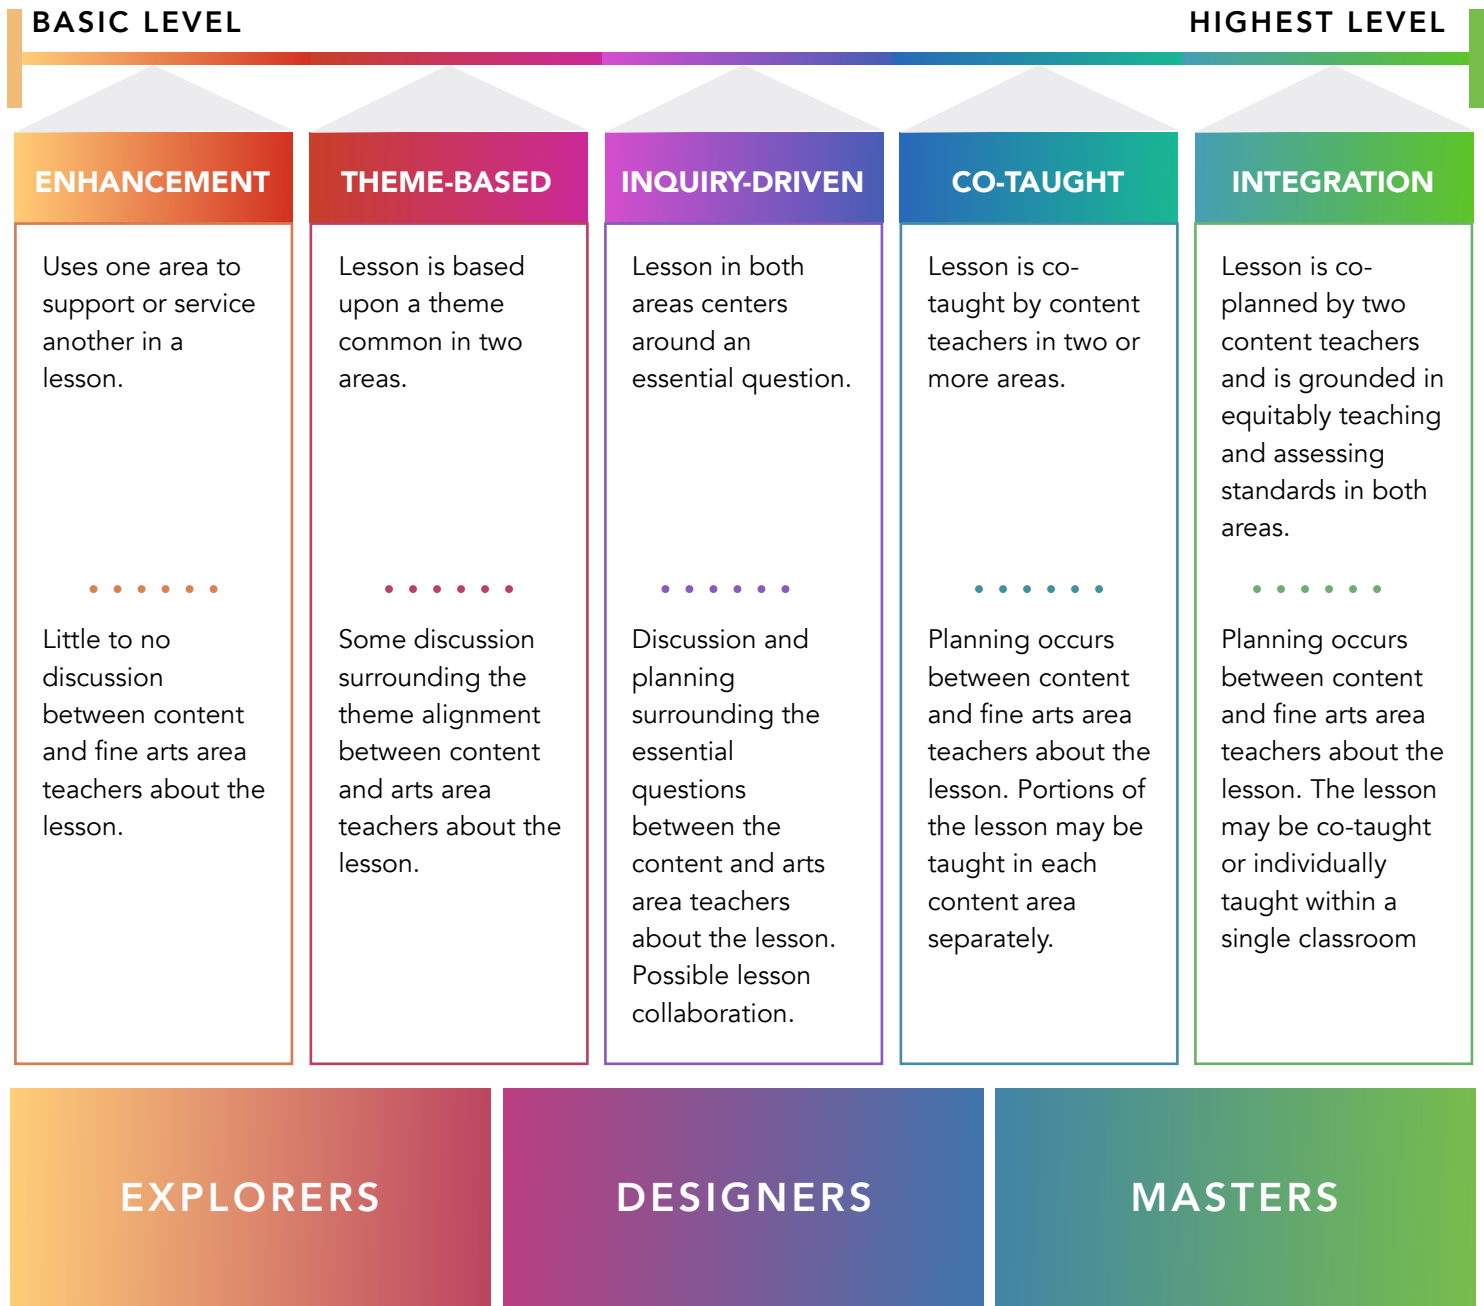 BASIC LEVEL
HIGHEST LEVEL
ENHANCEMENT
Uses one area to
support or service
another in a
lesson.
Little to no
discussion
between content
and fine arts area
teachers about the
lesson.
THEME-BASED
Lesson is based
upon a theme
common in two
areas.
Some discussion
surrounding the
theme alignment
between content
and arts area
teachers about the
lesson.
INQUIRY-DRIVEN
Lesson in both
areas centers
around an
essential question.
Discussion and
planning
surrounding the
essential
questions
between the
content and arts
area teachers
about the lesson.
Possible lesson
collaboration.
CO-TAUGHT
Lesson is co-
taught by content
teachers in two or
more areas.
Planning occurs
between content
and fine arts area
teachers about the
lesson. Portions of
the lesson may be
taught in each
content area
separately.
INTEGRATION
Lesson is co-
planned by two
content teachers
and is grounded in
equitably teaching
and assessing
standards in both
areas.
Planning occurs
between content
and fine arts area
teachers about the
lesson. The lesson
may be co-taught
or individually
taught within a
single classroom
EXPLORERS
DESIGNERS
MASTERS